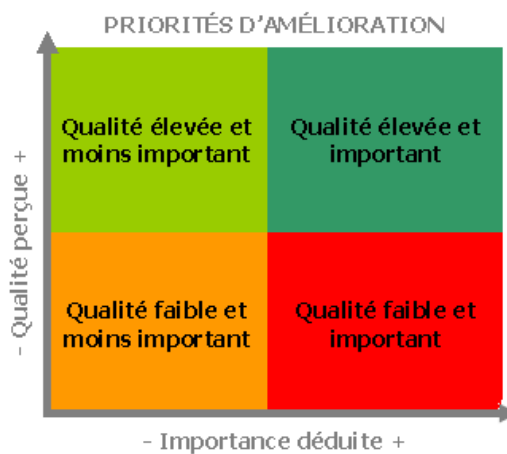 PRIORITÉS D'AMÉLIORATION
Qualité élevée et
moins important
Qualité élevée et
important
- Qualité perçue +
Qualité faible et
moins important
Qualité faible et
important
- Importance déduite +